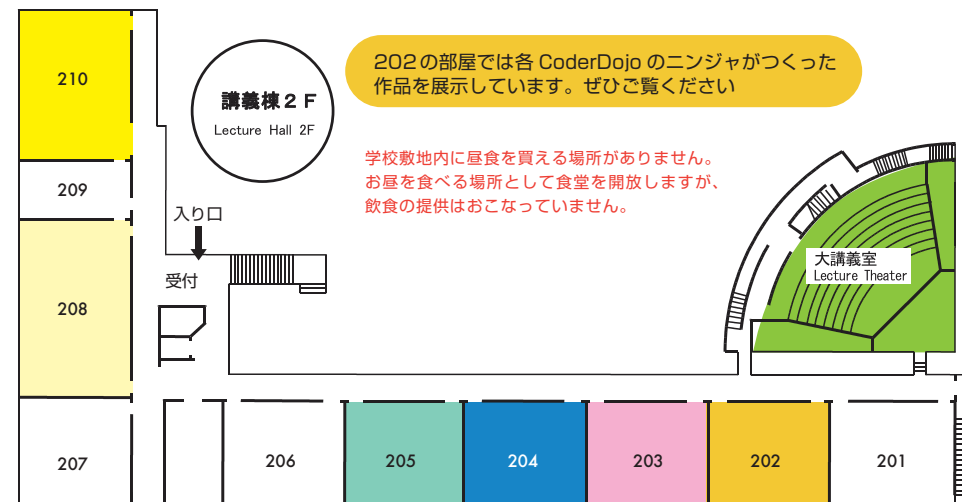 210
講義棟２Ｆ
Lecture Hall 2F
202の部屋では各 CoderDojo のニンジャがつくった
作品を展示しています。ぜひご覧ください
学校敷地内に昼食を買える場所がありません。
お昼を食べる場所として食堂を開放しますが、
飲食の提供はおこなっていません。
209
入り口
受付
208
大講義室
Lecture Theater
207
206
205
204
203
202
201